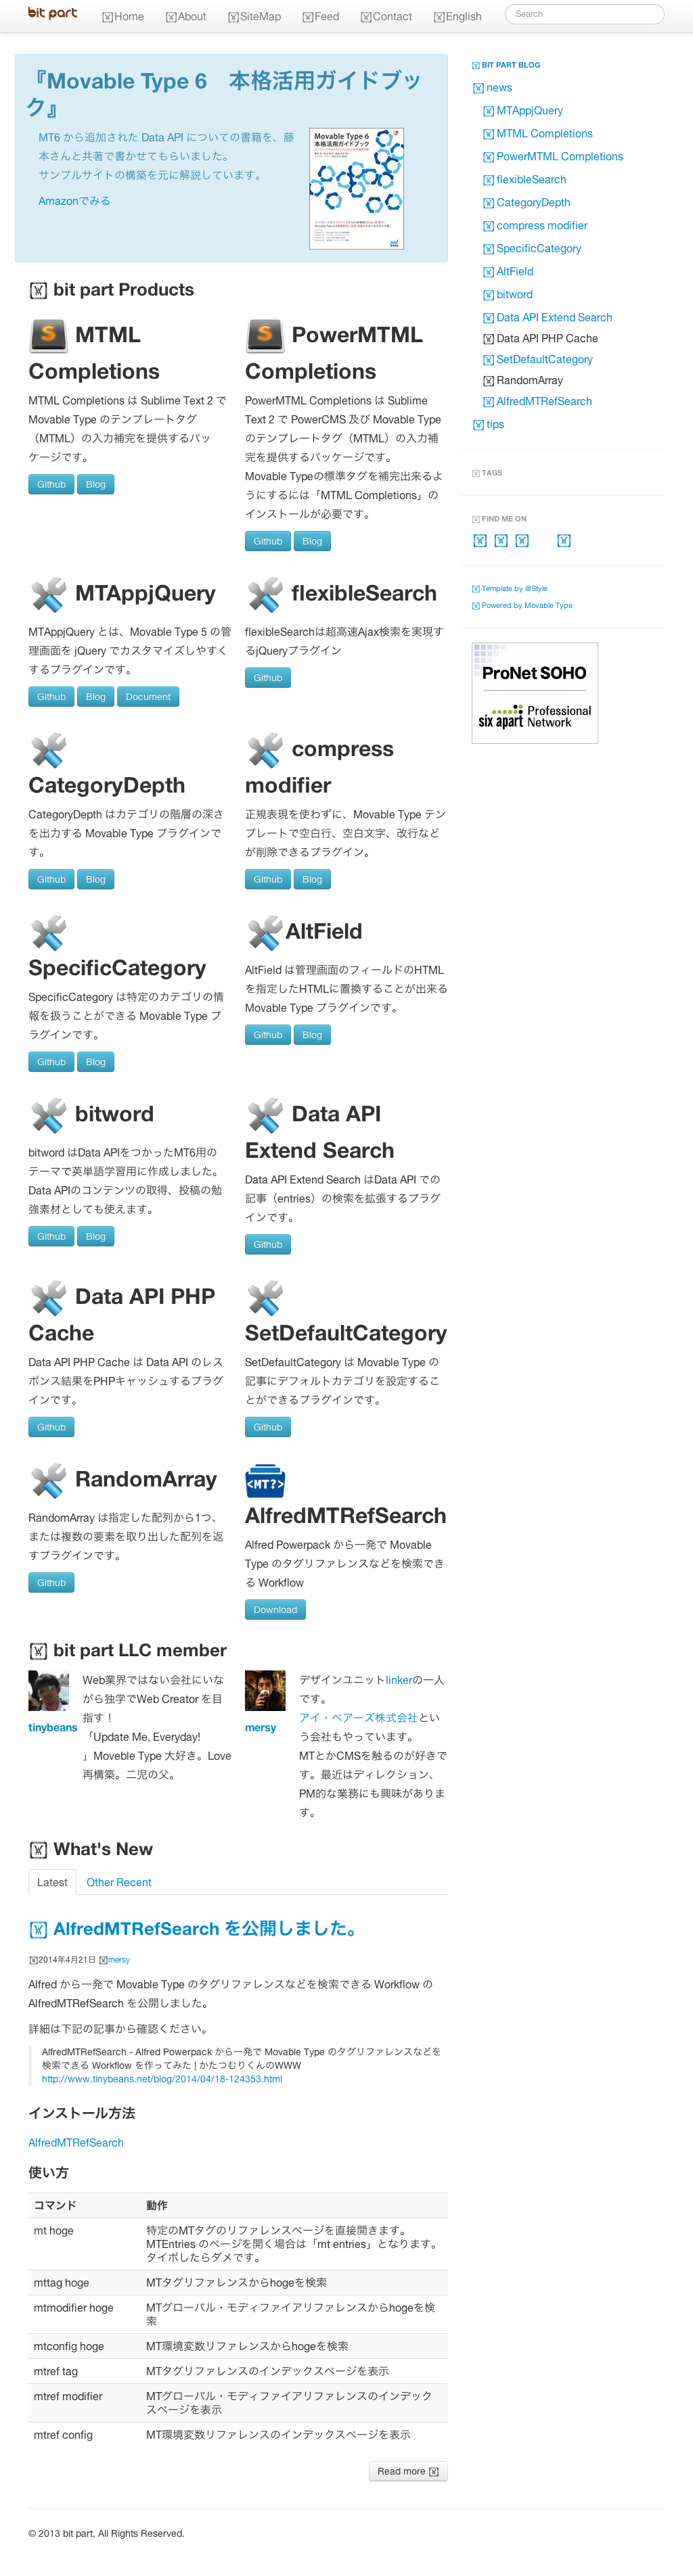 bit part
Home About SiteMap Feed Contact English
Search
『Movable Type 6　本格活用ガイドブッ
ク』
MT6 から追加された Data API についての書籍を、藤
本さんと共著で書かせてもらいました。
サンプルサイトの構築を元に解説しています。
Amazonでみる
Movable Type 6
本格活用ガイドブック
bit part Products
MTML
Completions
MTML Completions は Sublime Text 2 で
Movable Type のテンプレートタグ
（MTML）の入力補完を提供するパッ
ケージです。
Github Blog
PowerMTML
Completions
PowerMTML Completions は Sublime
Text 2 で PowerCMS 及び Movable Type
のテンプレートタグ（MTML）の入力補
完を提供するパッケージです。
Movable Typeの標準タグを補完出来るよ
うにするには「MTML Completions」の
インストールが必要です。
Github Blog
MTAppjQuery
MTAppjQuery とは、Movable Type 5 の管
理画面を jQuery でカスタマイズしやすく
するプラグインです。
Github Blog Document
flexibleSearch
flexibleSearchは超高速Ajax検索を実現す
るjQueryプラグイン
Github
CategoryDepth
CategoryDepth はカテゴリの階層の深さ
を出力する Movable Type プラグインで
す。
Github Blog
compress
modifier
正規表現を使わずに、Movable Type テン
プレートで空白行、空白文字、改行など
が削除できるプラグイン。
Github Blog
SpecificCategory
SpecificCategory は特定のカテゴリの情
報を扱うことができる Movable Type プ
ラグインです。
Github Blog
AltField
AltField は管理画面のフィールドのHTML
を指定したHTMLに置換することが出来る
Movable Type プラグインです。
Github Blog
bitword
bitword はData APIをつかったMT6用の
テーマで英単語学習用に作成しました。
Data APIのコンテンツの取得、投稿の勉
強素材としても使えます。
Github Blog
Data API
Extend Search
Data API Extend Search はData API での
記事（entries）の検索を拡張するプラグ
インです。
Github
Data API PHP
Cache
Data API PHP Cache は Data API のレス
ポンス結果をPHPキャッシュするプラグ
インです。
Github
SetDefaultCategory
SetDefaultCategory は Movable Type の
記事にデフォルトカテゴリを設定するこ
とができるプラグインです。
Github
RandomArray
RandomArray は指定した配列から1つ、
または複数の要素を取り出した配列を返
すプラグインです。
Github
<MT?>
AlfredMTRefSearch
Alfred Powerpack から一発で Movable
Type のタグリファレンスなどを検索でき
る Workflow
Download
bit part LLC member
tinybeans
Web業界ではない会社にいな
がら独学でWeb Creator を目
指す！
「Update Me, Everyday!
」Moveble Type 大好き。Love
再構築。二児の父。
mersy
デザインユニットlinkerの一人
です。
アイ・ベアーズ株式会社とい
う会社もやっています。
MTとかCMSを触るのが好きで
す。最近はディレクション、
PM的な業務にも興味がありま
す。
What's New
Latest Other Recent
AlfredMTRefSearch を公開しました。
2014年4月21日 mersy
Alfred から一発で Movable Type のタグリファレンスなどを検索できる Workflow の
AlfredMTRefSearch を公開しました。
詳細は下記の記事から確認ください。
AlfredMTRefSearch - Alfred Powerpack から一発で Movable Type のタグリファレンスなどを
検索できる Workflow を作ってみた | かたつむりくんのWWW
http://www.tinybeans.net/blog/2014/04/18-124353.html
インストール方法
AlfredMTRefSearch
使い方
コマンド 動作
mt hoge 特定のMTタグのリファレンスページを直接開きます。
MTEntries のページを開く場合は「mt entries」となります。
タイポしたらダメです。
mttag hoge MTタグリファレンスからhogeを検索
mtmodifier hoge MTグローバル・モディファイアリファレンスからhogeを検
索
mtconfig hoge MT環境変数リファレンスからhogeを検索
mtref tag MTタグリファレンスのインデックスページを表示
mtref modifier MTグローバル・モディファイアリファレンスのインデック
スページを表示
mtref config MT環境変数リファレンスのインデックスページを表示
Read more
BIT PART BLOG
news
MTAppjQuery
MTML Completions
PowerMTML Completions
flexibleSearch
CategoryDepth
compress modifier
SpecificCategory
AltField
bitword
Data API Extend Search
Data API PHP Cache
SetDefaultCategory
RandomArray
AlfredMTRefSearch
tips
TAGS
FIND ME ON
Template by @Style
Powered by Movable Type
ProNet SOHO
six apart Professional
Network
© 2013 bit part, All Rights Reserved.